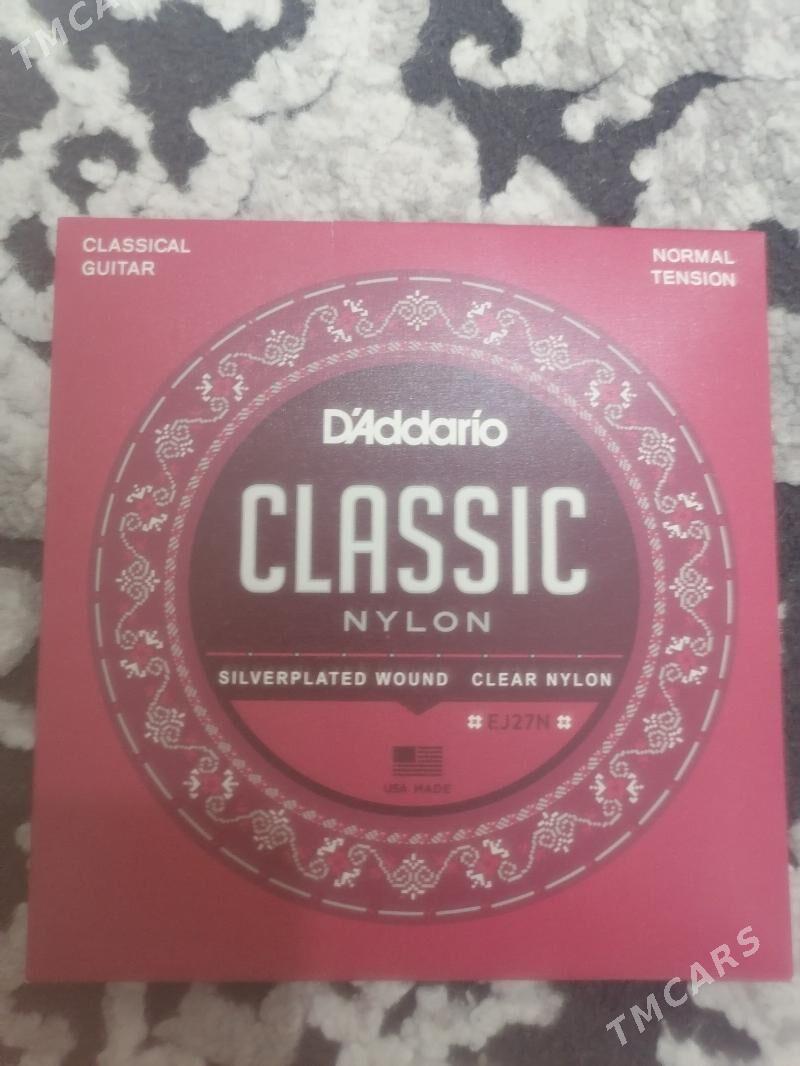 TMCARS
CLASSICAL
GUITAR
NORMAL
TENSION
D'Addario
CLASSIC
NYLON
SILVERPLATED WOUND CLEAR NYLON
EJ27N
USA MADE
TMCARS